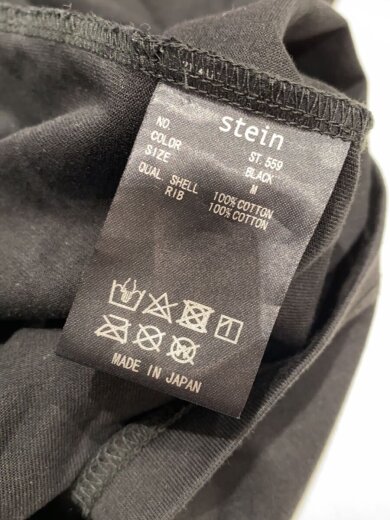 stein
NO. ST.559
COLOR BLACK
SIZE M
QUAL SHELL 100%COTTON
RIB 100%COTTON
MADE IN JAPAN